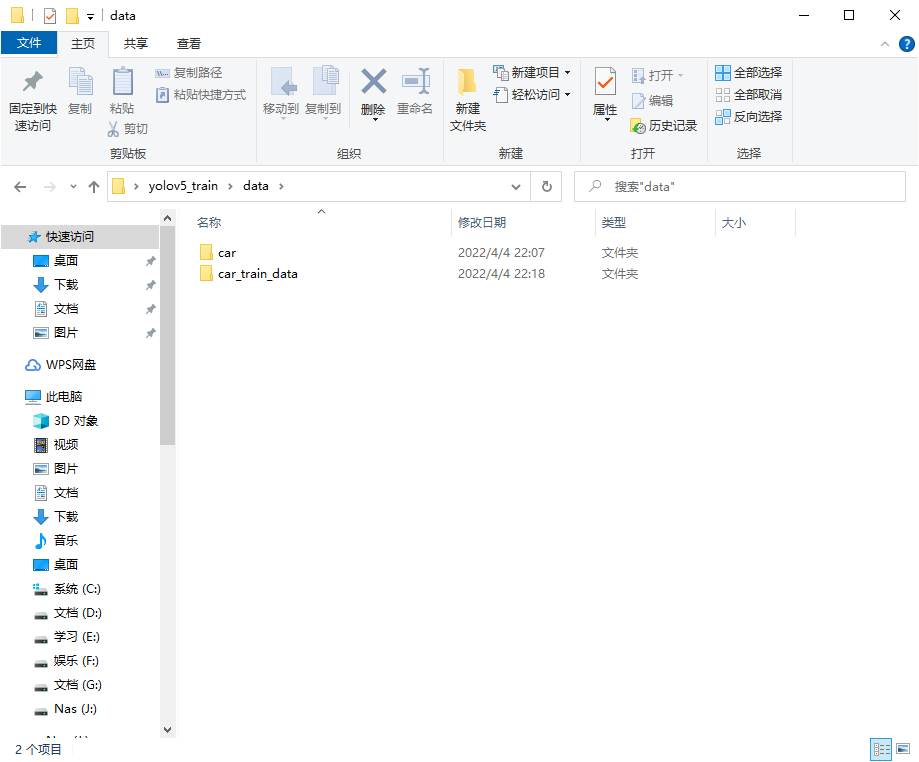 data
文件 主页 共享 查看
固定到快速访问
复制
粘贴
复制路径
粘贴快捷方式
剪切
剪贴板
移动到
复制到
删除
重命名
组织
新建
文件夹
新建项目
轻松访问
新建
属性
打开
编辑
历史记录
打开
全部选择
全部取消
反向选择
选择
yolov5_train › data ›
搜索"data"
名称 修改日期 类型 大小
car 2022/4/4 22:07 文件夹
car_train_data 2022/4/4 22:18 文件夹
快速访问
桌面
下载
文档
图片
WPS网盘
此电脑
3D 对象
视频
图片
文档
下载
音乐
桌面
系统 (C:)
文档 (D:)
学习 (E:)
娱乐 (F:)
文档 (G:)
Nas (J:)
2 个项目